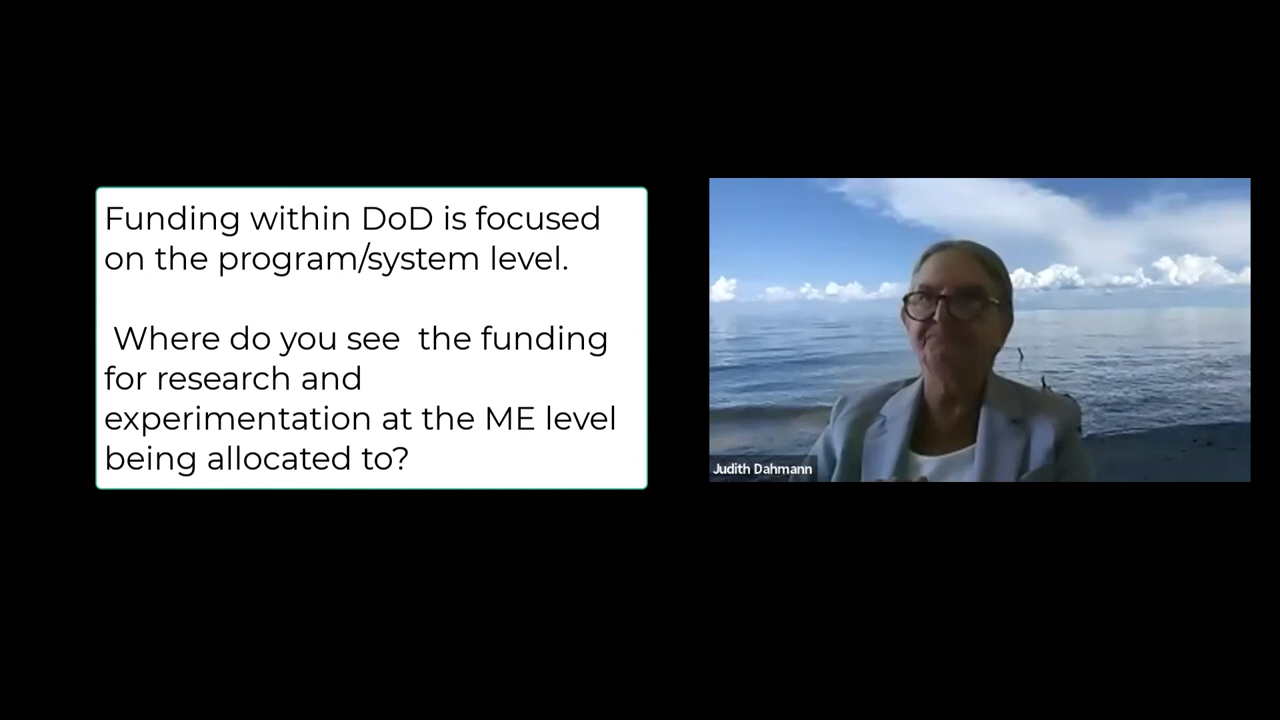 Funding within DoD is focused
on the program/system level.
Where do you see  the funding
for research and
experimentation at the ME level
being allocated to?
Judith Dahmann